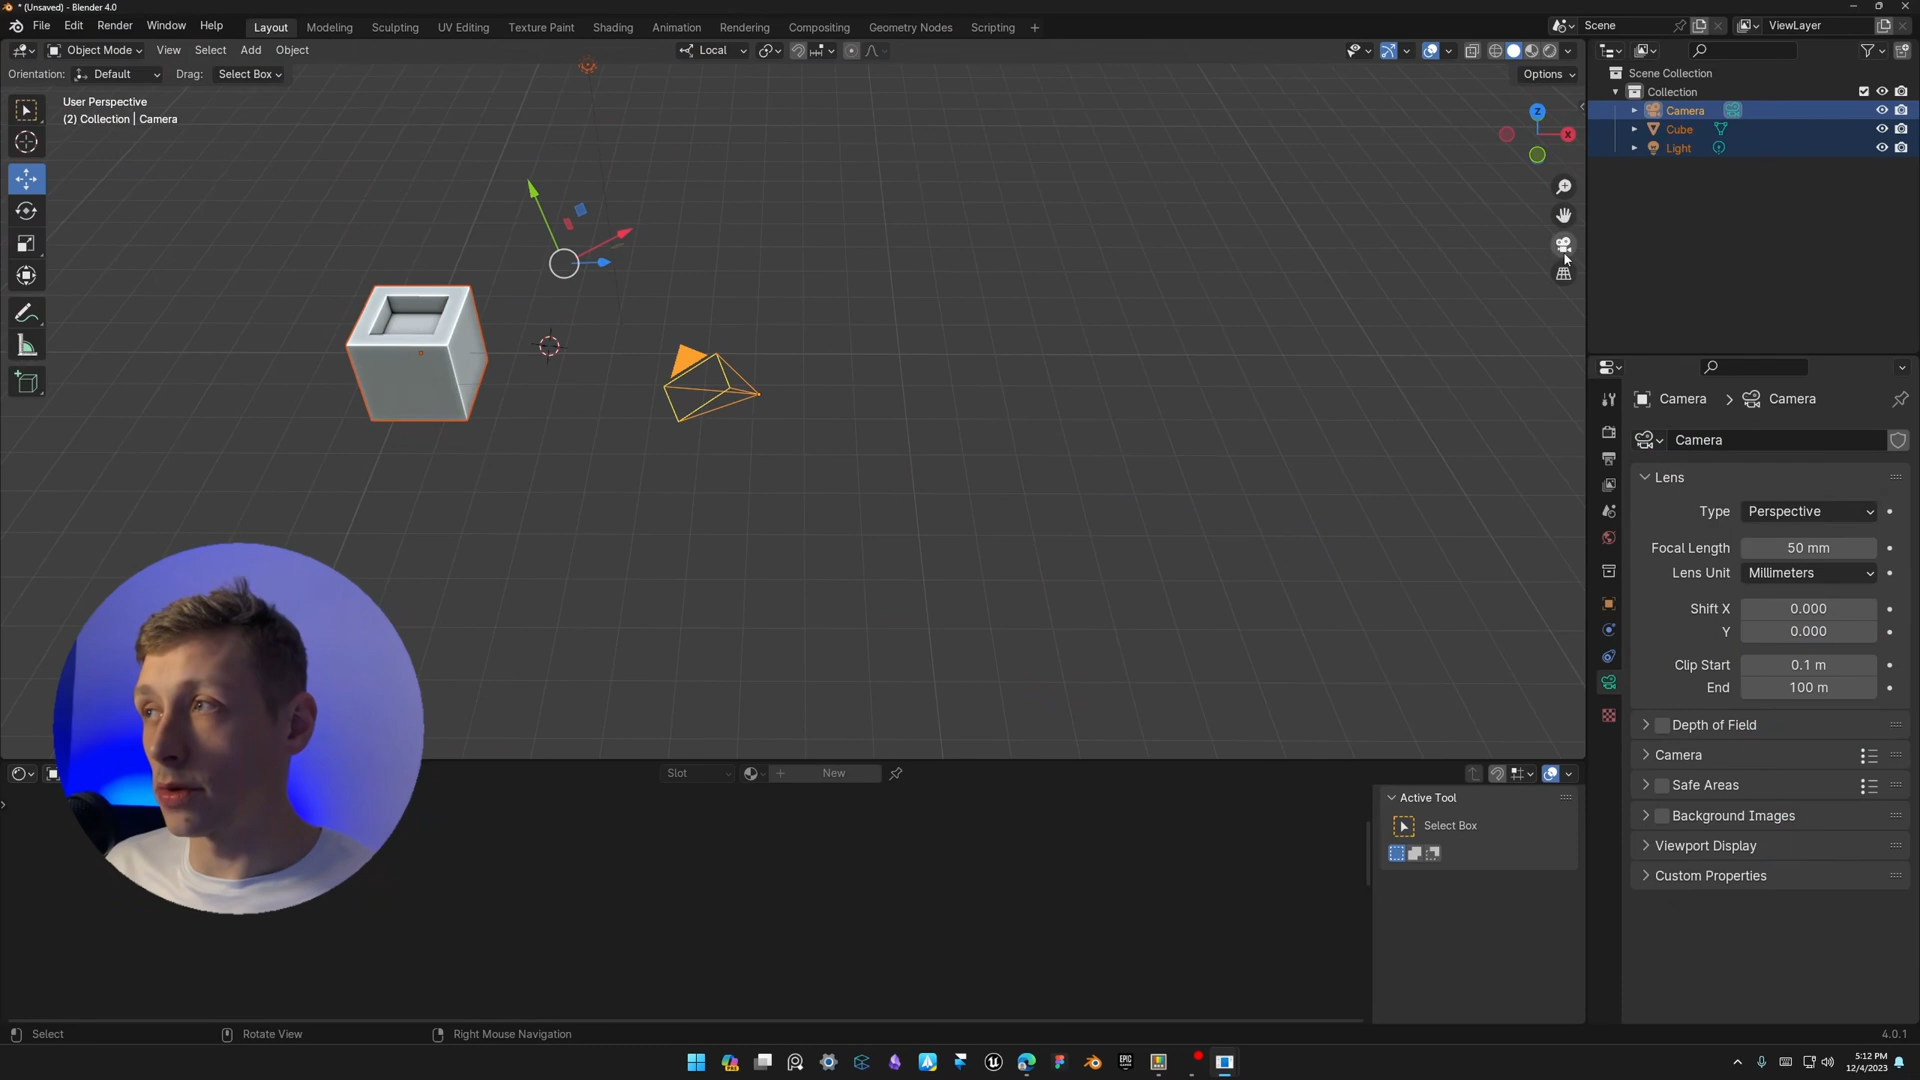 * (Unsaved) - Blender 4.0
File Edit Render Window Help Layout Modeling Sculpting UV Editing Texture Paint Shading Animation Rendering Compositing Geometry Nodes Scripting + Scene ViewLayer
Object Mode View Select Add Object Local
Orientation: Default Drag: Select Box Options
User Perspective
(2) Collection | Camera
Z
X
Scene Collection
Collection
Camera
Cube
Light
Camera > Camera
Camera
Lens
Type Perspective
Focal Length 50 mm
Lens Unit Millimeters
Shift X 0.000
Y 0.000
Clip Start 0.1 m
End 100 m
Depth of Field
Camera
Safe Areas
Background Images
Viewport Display
Custom Properties
Slot New
Active Tool
Select Box
Select Rotate View Right Mouse Navigation 4.0.1
5:12 PM
12/4/2023